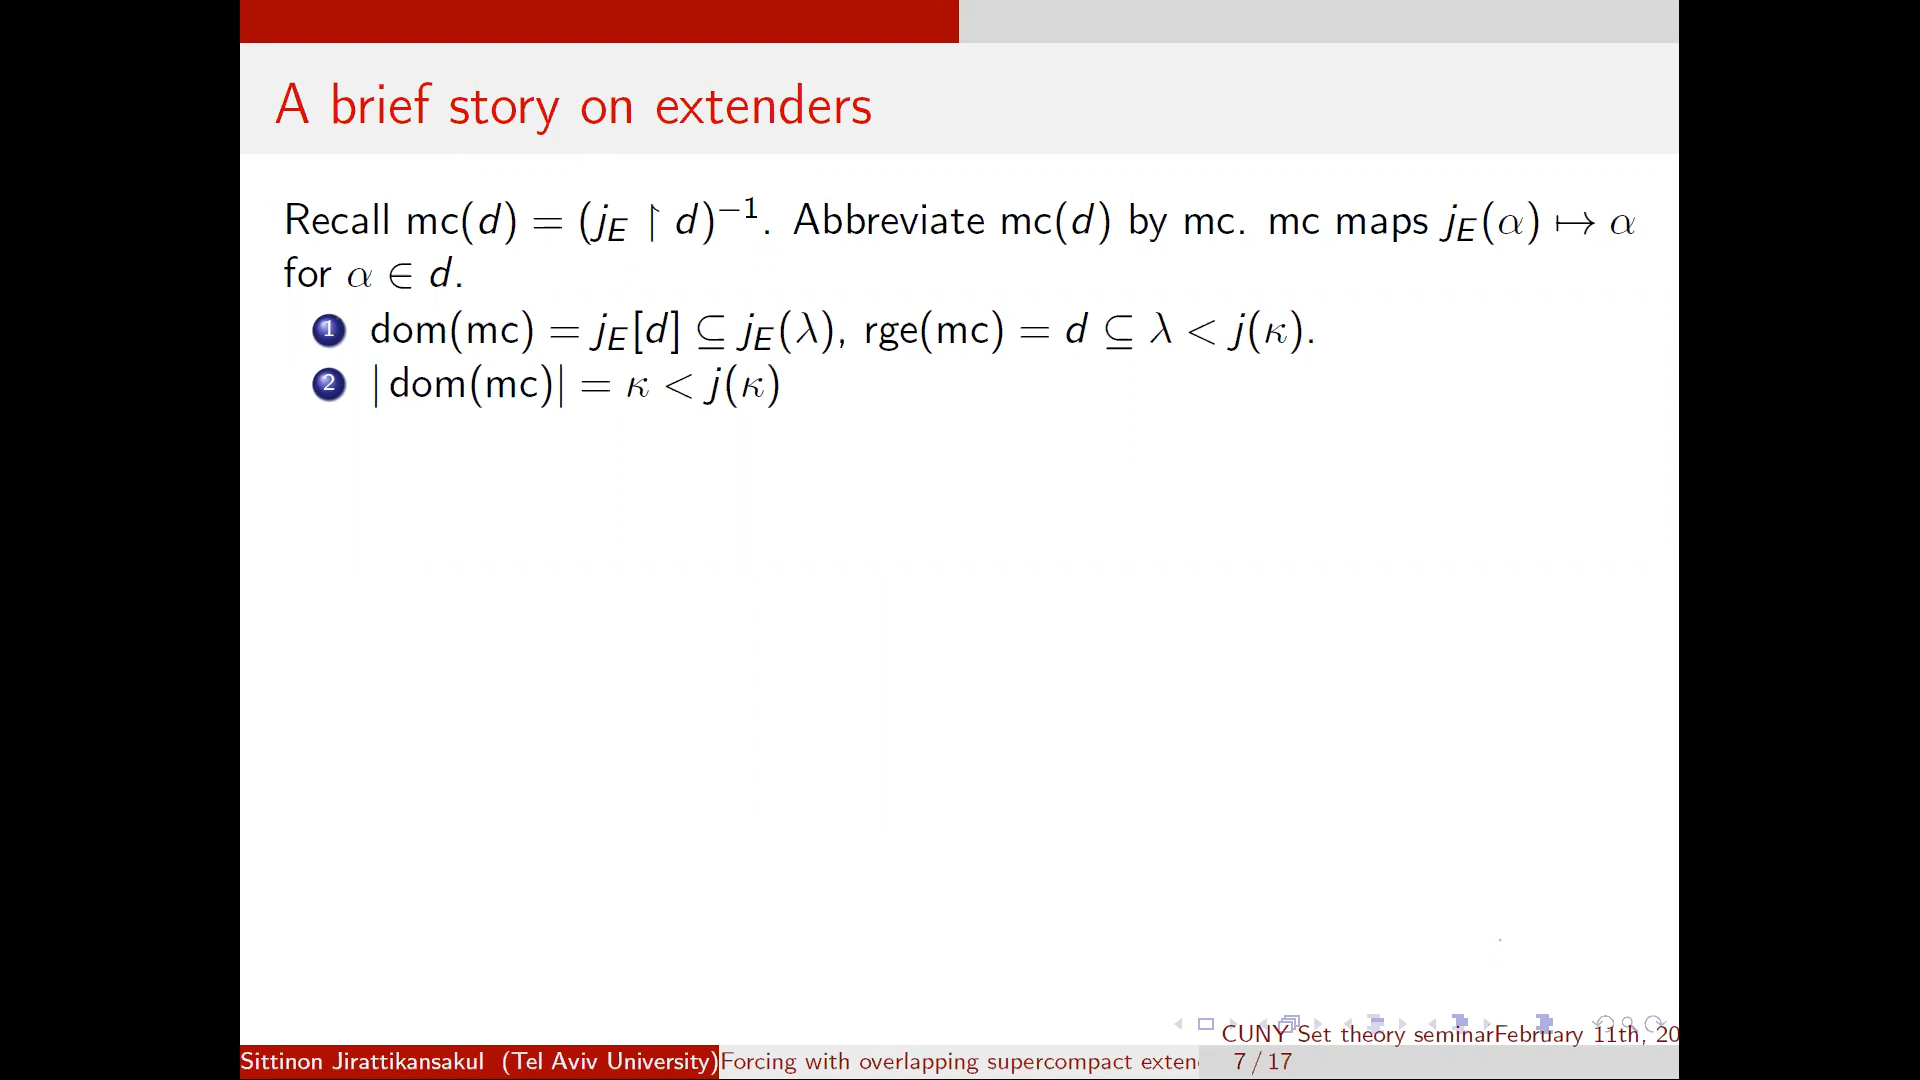 A brief story on extenders
Recall mc(d) = (j_E ↾ d)⁻¹. Abbreviate mc(d) by mc. mc maps j_E(α) ↦ α
for α ∈ d.
1 dom(mc) = j_E[d] ⊆ j_E(λ), rge(mc) = d ⊆ λ < j(κ).
2 | dom(mc)| = κ < j(κ)
CUNY Set theory seminarFebruary 11th, 20
Sittinon Jirattikansakul (Tel Aviv University) Forcing with overlapping supercompact exten 7 / 17